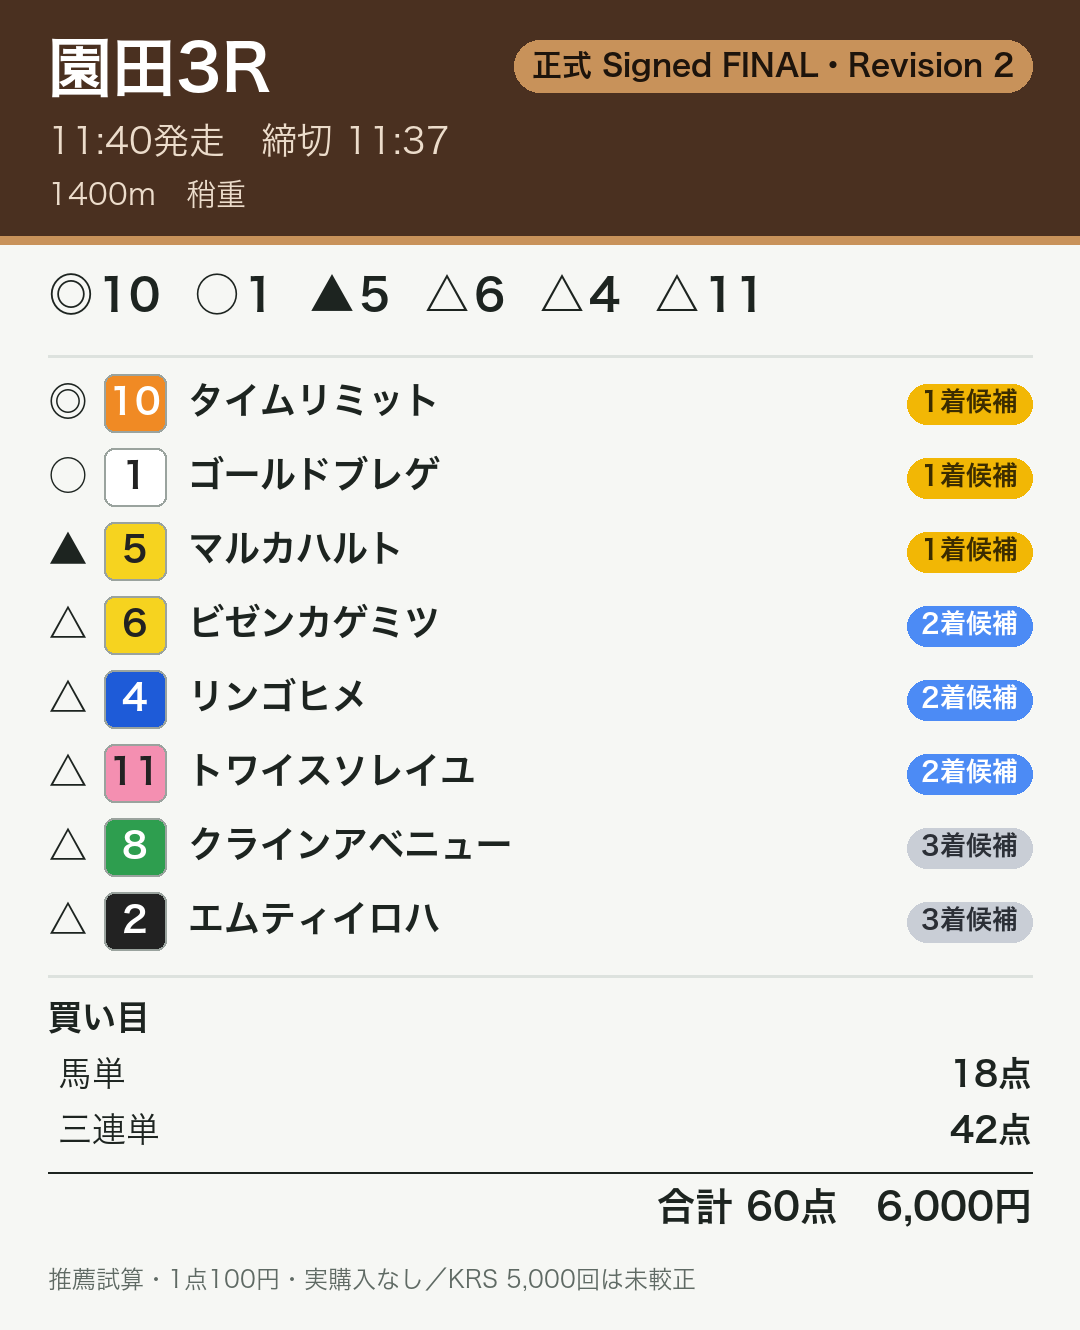 園田3R
正式 Signed FINAL・Revision 2
11:40発走　締切 11:37
1400m　稍重
◎10 ○1 ▲5 △6 △4 △11
◎ 10 タイムリミット 1着候補
○ 1 ゴールドブレゲ 1着候補
▲ 5 マルカハルト 1着候補
△ 6 ビゼンカゲミツ 2着候補
△ 4 リンゴヒメ 2着候補
△ 11 トワイスソレイユ 2着候補
△ 8 クラインアベニュー 3着候補
△ 2 エムティイロハ 3着候補
買い目
馬単 18点
三連単 42点
合計 60点　6,000円
推薦試算・1点100円・実購入なし／KRS 5,000回は未較正